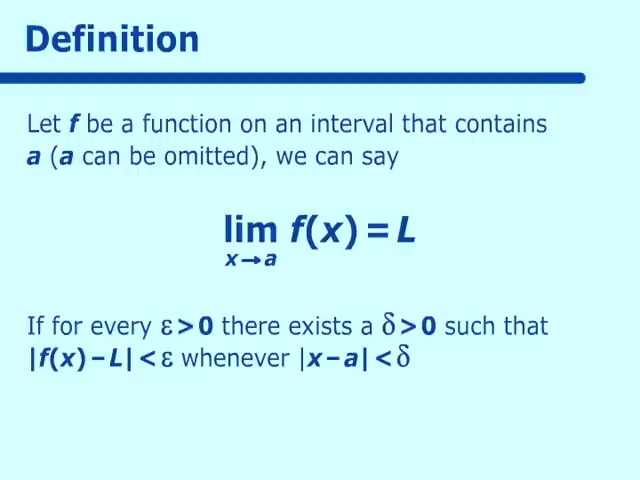 Definition
Let f be a function on an interval that contains
a (a can be omitted), we can say
lim f(x) = L
x→a
If for every ε > 0 there exists a δ > 0 such that
|f(x) – L| < ε whenever |x – a| < δ